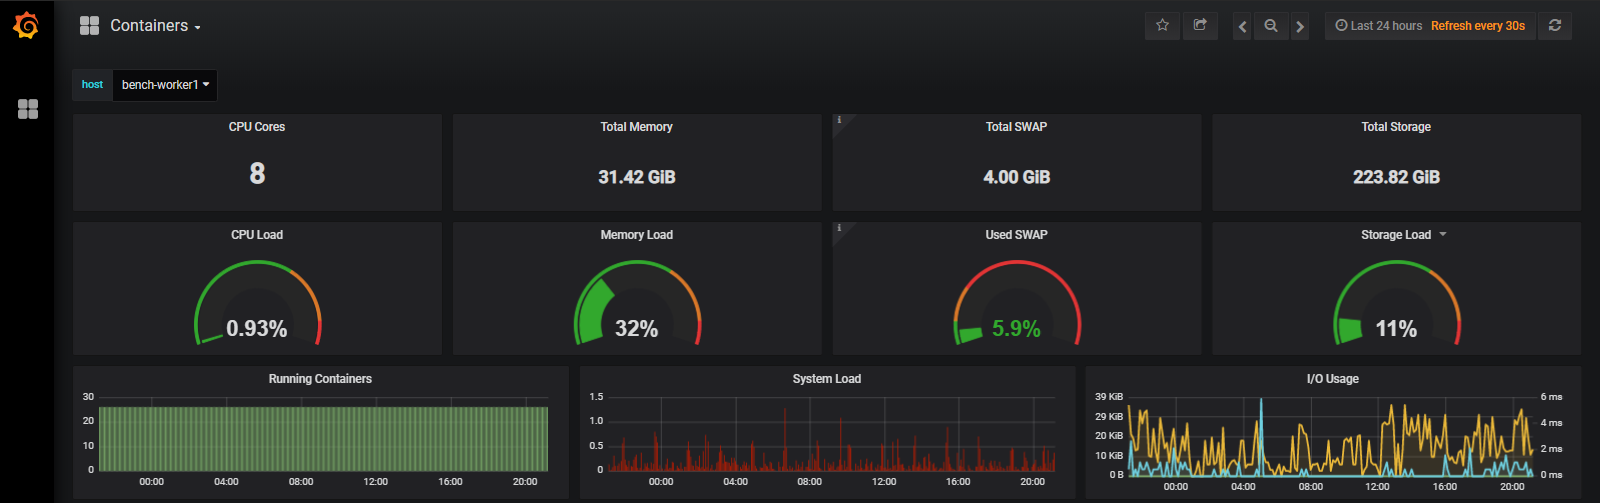 Containers
Last 24 hours Refresh every 30s
host bench-worker1
CPU Cores Total Memory Total SWAP Total Storage
8 31.42 GiB 4.00 GiB 223.82 GiB
CPU Load Memory Load Used SWAP Storage Load
0.93% 32% 5.9% 11%
Running Containers
30
20
10
0
00:00 04:00 08:00 12:00 16:00 20:00
System Load
1.5
1.0
0.5
0
00:00 04:00 08:00 12:00 16:00 20:00
I/O Usage
39 KiB 6 ms
29 KiB 4 ms
20 KiB 2 ms
10 KiB
0 B 0 ms
00:00 04:00 08:00 12:00 16:00 20:00